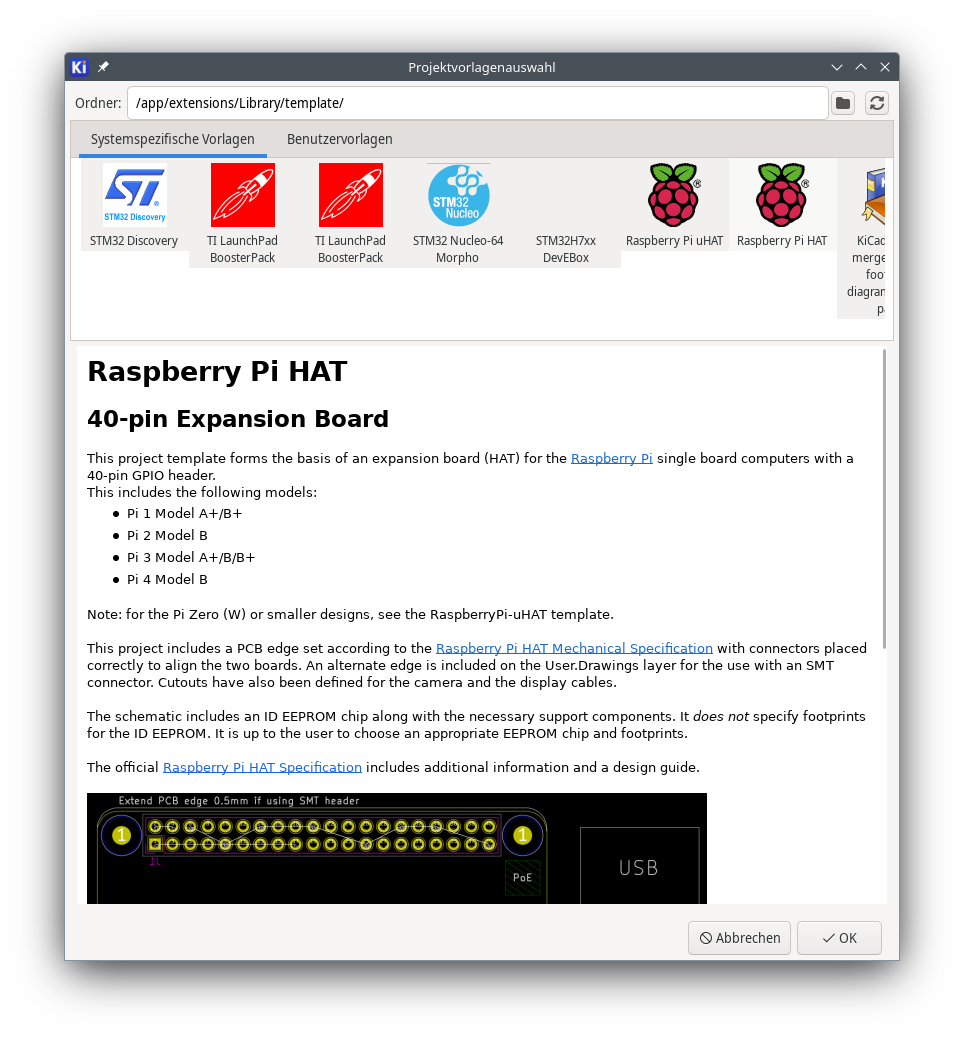 Ki
Projektvorlagenauswahl
Ordner: /app/extensions/Library/template/
Systemspezifische Vorlagen Benutzervorlagen
STM32 Discovery
STM32 Nucleo
® ®
STM32 Discovery TI LaunchPad BoosterPack TI LaunchPad BoosterPack STM32 Nucleo-64 Morpho STM32H7xx DevEBox Raspberry Pi uHAT Raspberry Pi HAT
Raspberry Pi HAT
40-pin Expansion Board
This project template forms the basis of an expansion board (HAT) for the Raspberry Pi single board computers with a
40-pin GPIO header.
This includes the following models:
• Pi 1 Model A+/B+
• Pi 2 Model B
• Pi 3 Model A+/B/B+
• Pi 4 Model B
Note: for the Pi Zero (W) or smaller designs, see the RaspberryPi-uHAT template.
This project includes a PCB edge set according to the Raspberry Pi HAT Mechanical Specification with connectors placed
correctly to align the two boards. An alternate edge is included on the User.Drawings layer for the use with an SMT
connector. Cutouts have also been defined for the camera and the display cables.
The schematic includes an ID EEPROM chip along with the necessary support components. It does not specify footprints
for the ID EEPROM. It is up to the user to choose an appropriate EEPROM chip and footprints.
The official Raspberry Pi HAT Specification includes additional information and a design guide.
Extend PCB edge 0.5mm if using SMT header
1 1
PoE
USB
Abbrechen OK